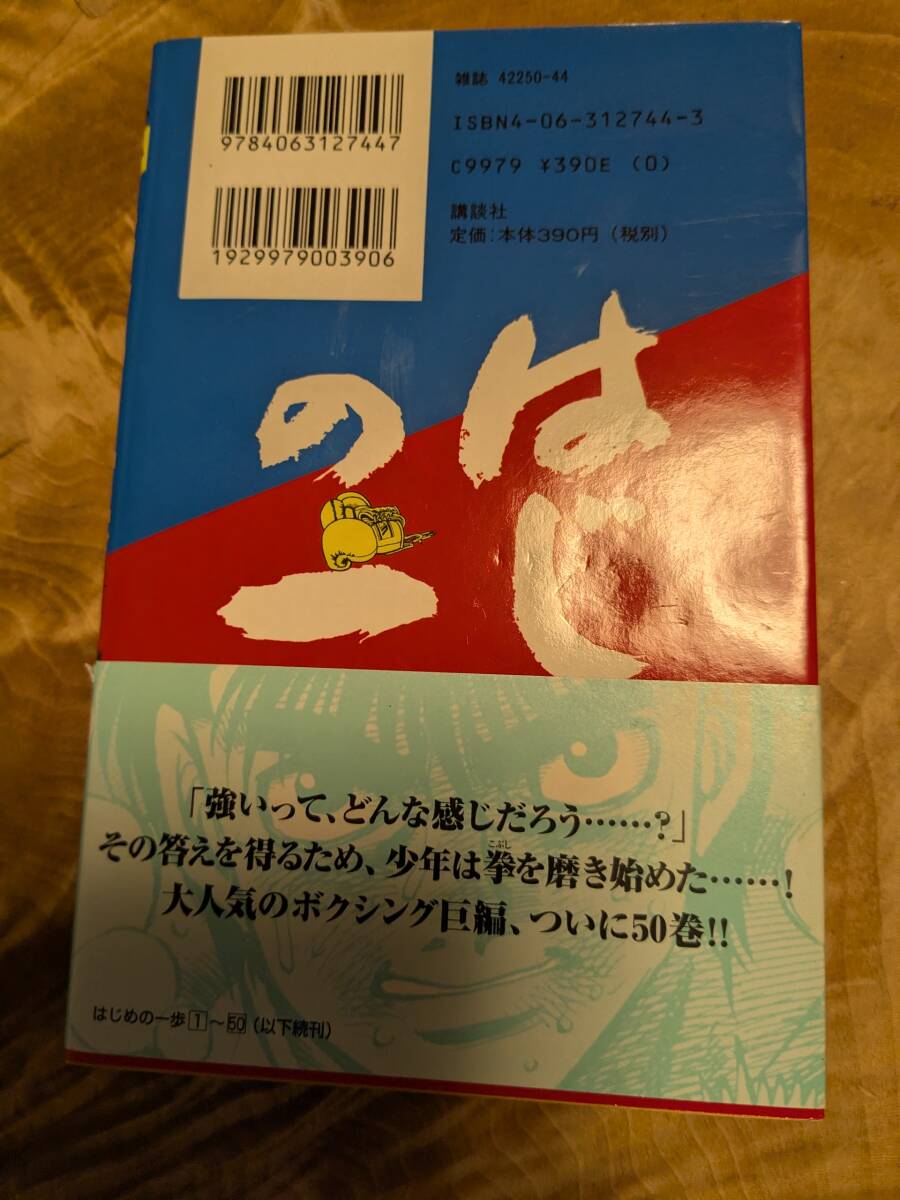 9784063127447
1929979003906
雑誌 42250-44
ISBN4-06-312744-3
C9979 ¥390E (0)
講談社
定価:本体390円(税別)
はじ
の一
「強いって、どんな感じだろう……?」
その答えを得るため、少年は拳を磨き始めた……!
こぶし
大人気のボクシング巨編、ついに50巻!!
はじめの一歩1〜50(以下続刊)